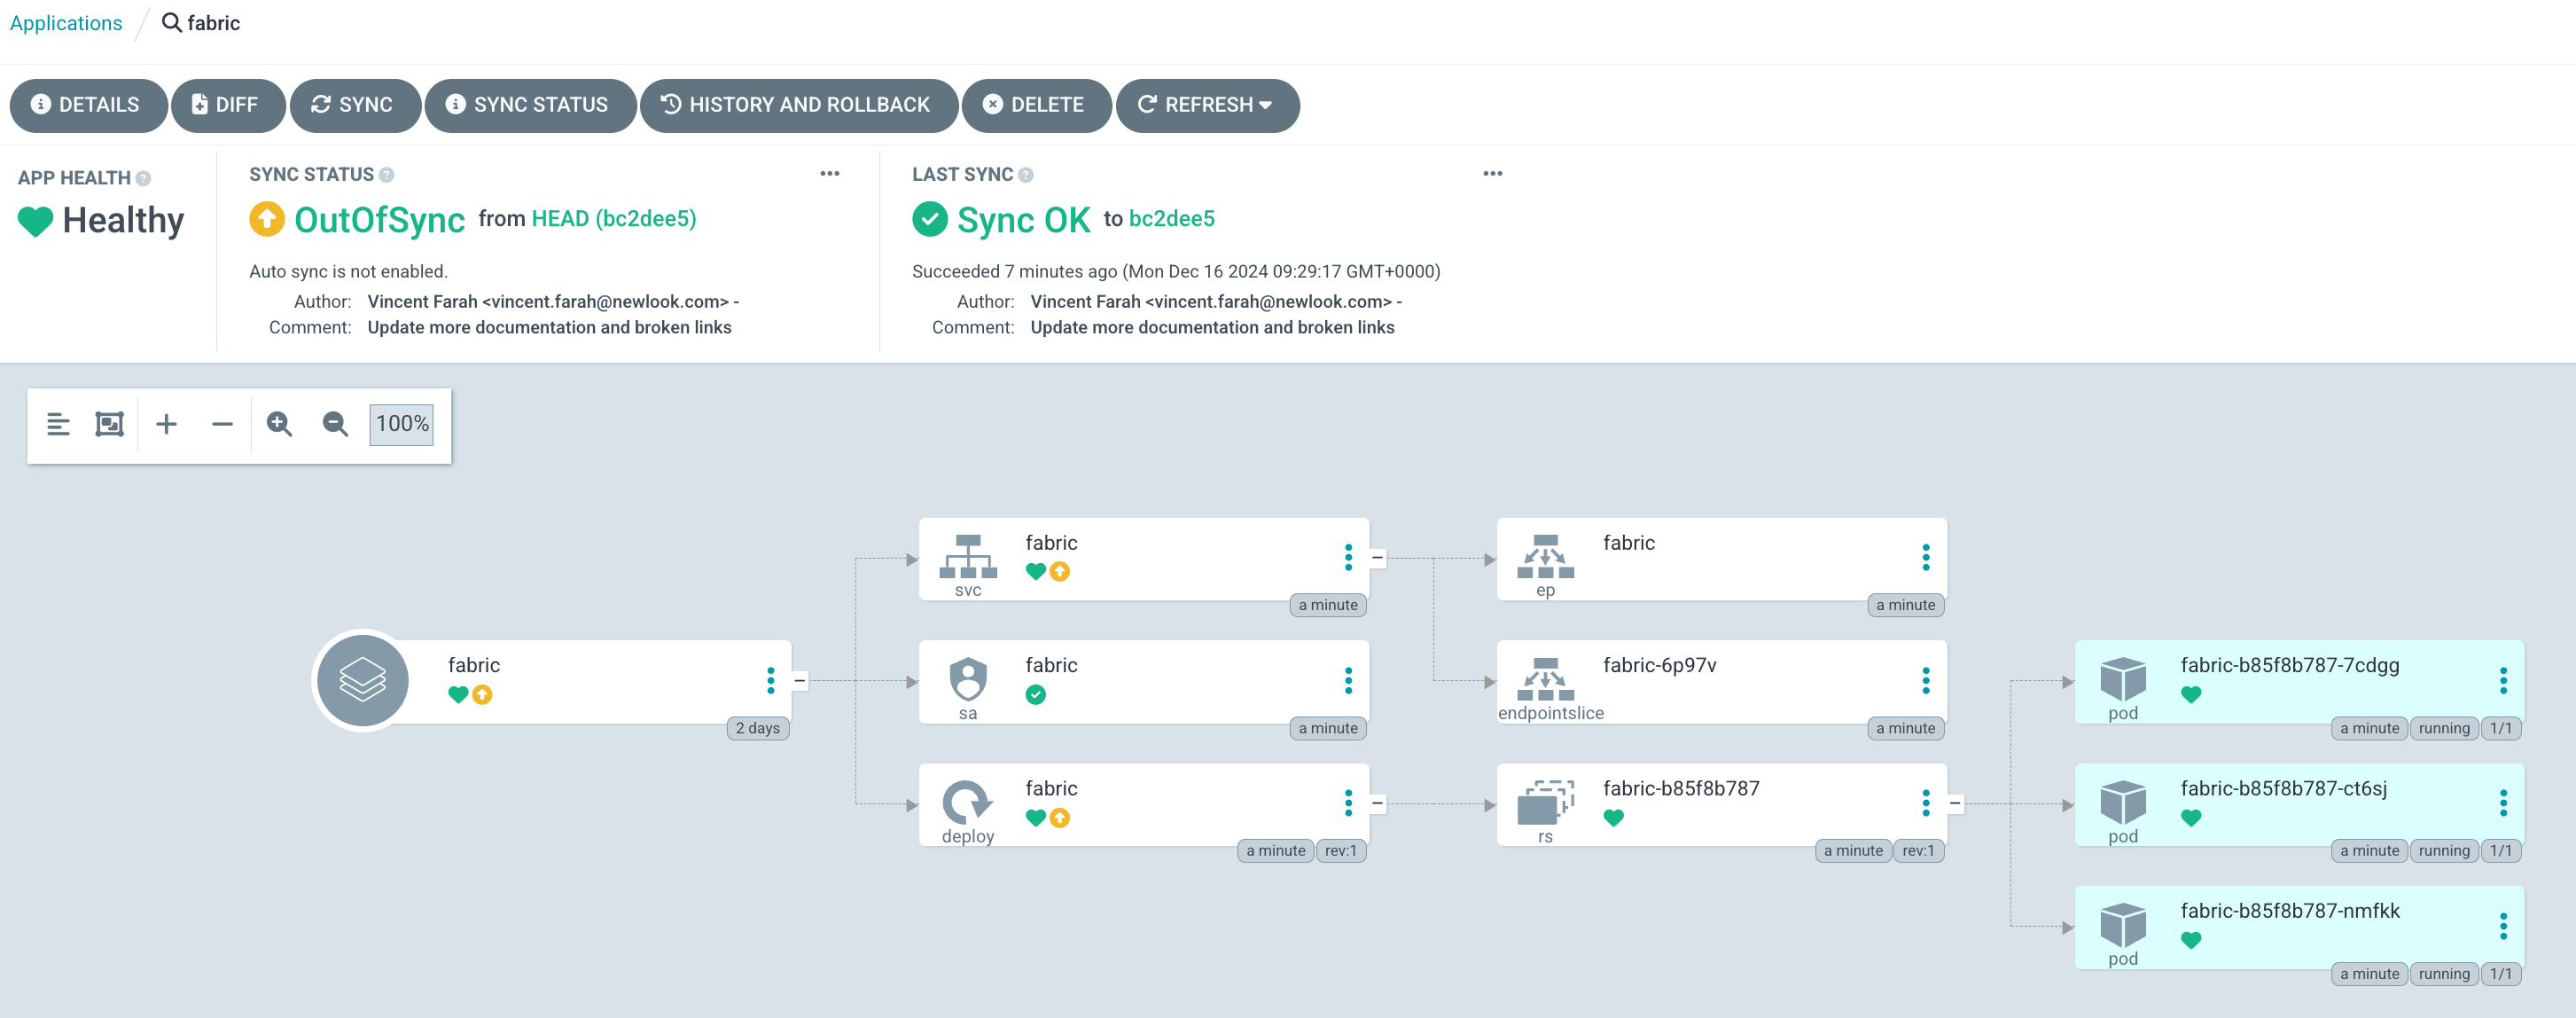 Applications
fabric
DETAILS
DIFF
SYNC
SYNC STATUS
HISTORY AND ROLLBACK
DELETE
REFRESH
APP HEALTH
Healthy
SYNC STATUS
OutOfSync from HEAD (bc2dee5)
Auto sync is not enabled.
Author: Vincent Farah <vincent.farah@newlook.com> -
Comment: Update more documentation and broken links
LAST SYNC
Sync OK to bc2dee5
Succeeded 7 minutes ago (Mon Dec 16 2024 09:29:17 GMT+0000)
Author: Vincent Farah <vincent.farah@newlook.com> -
Comment: Update more documentation and broken links
100%
fabric
2 days
fabric
svc
a minute
fabric
sa
a minute
fabric
deploy
a minute rev:1
fabric
ep
a minute
fabric-6p97v
endpointslice
a minute
fabric-b85f8b787
rs
a minute rev:1
fabric-b85f8b787-7cdgg
pod
a minute running 1/1
fabric-b85f8b787-ct6sj
pod
a minute running 1/1
fabric-b85f8b787-nmfkk
pod
a minute running 1/1